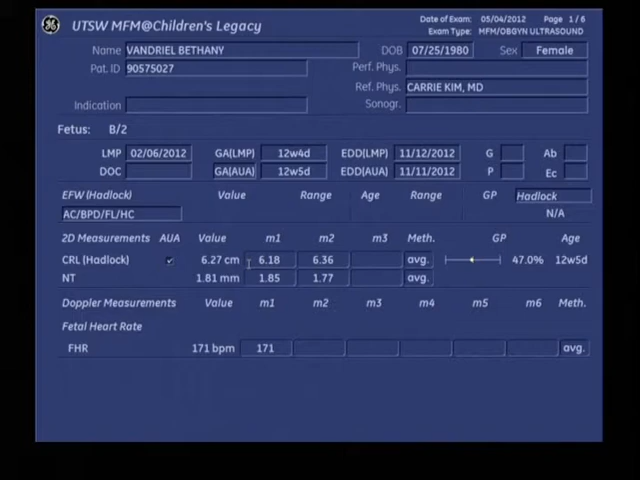 UTSW MFM@Children's Legacy
Date of Exam: 05/04/2012 Page 1/6
Exam Type: MFM/OBGYN ULTRASOUND
Name VANDRIEL BETHANY DOB 07/25/1980 Sex Female
Pat. ID 90575027 Perf. Phys.
Ref. Phys. CARRIE KIM, MD
Indication Sonogr.
Fetus: B/2
LMP 02/06/2012 GA(LMP) 12w4d EDD(LMP) 11/12/2012 G Ab
DOC GA(AUA) 12w5d EDD(AUA) 11/11/2012 P Ec
EFW (Hadlock) Value Range Age Range GP Hadlock
AC/BPD/FL/HC N/A
2D Measurements AUA Value m1 m2 m3 Meth. GP Age
CRL (Hadlock) 6.27 cm 6.18 6.36 avg. 47.0% 12w5d
NT 1.81 mm 1.85 1.77 avg.
Doppler Measurements Value m1 m2 m3 m4 m5 m6 Meth.
Fetal Heart Rate
FHR 171 bpm 171 avg.